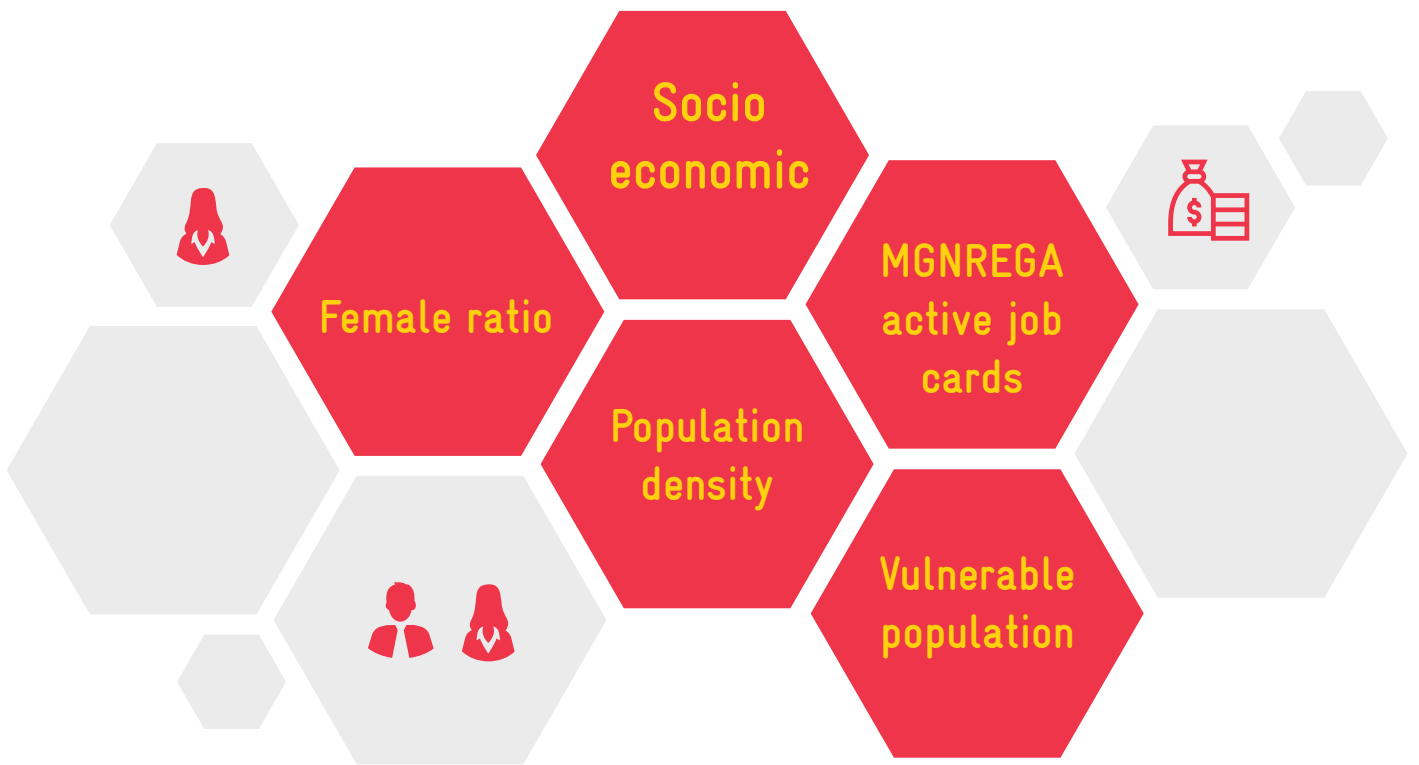 Socio
economic
Female ratio
MGNREGA
active job
cards
Population
density
Vulnerable
population
$